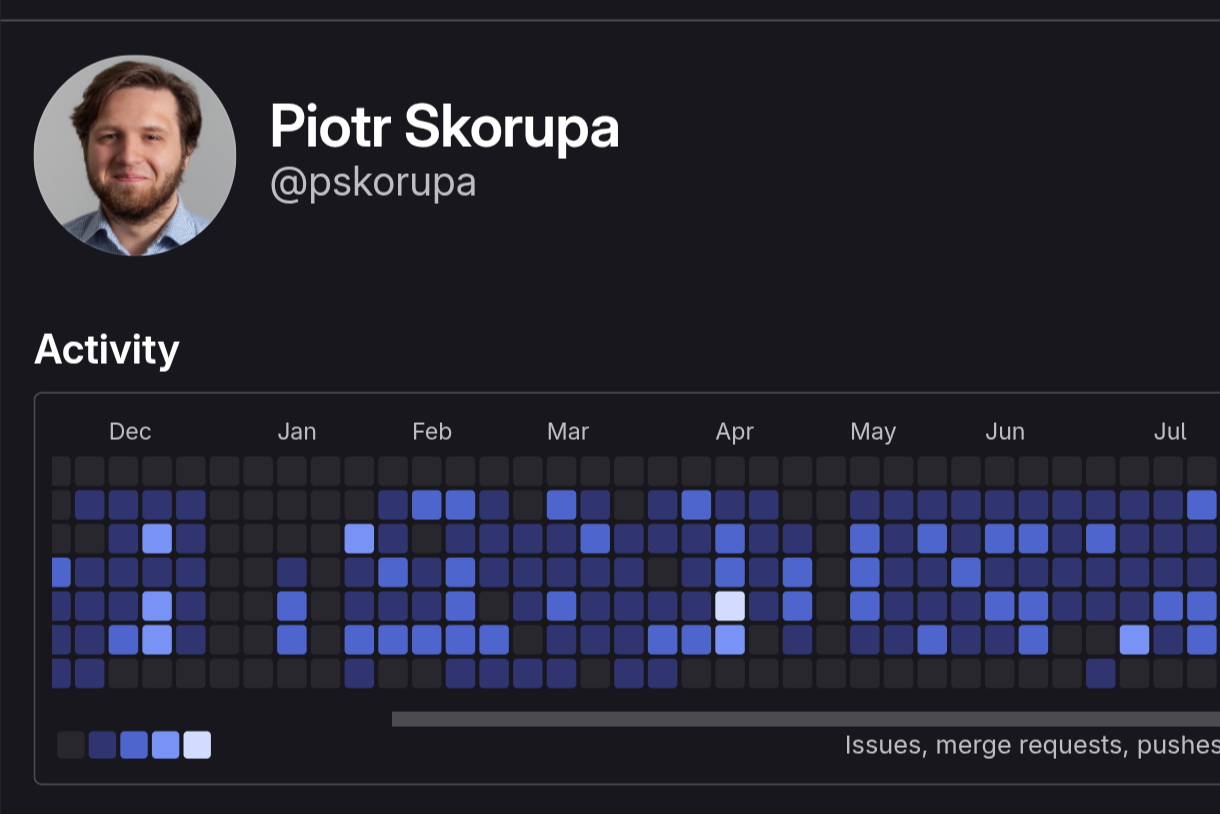 Piotr Skorupa
@pskorupa
Activity
Dec Jan Feb Mar Apr May Jun Jul
Issues, merge requests, pushes